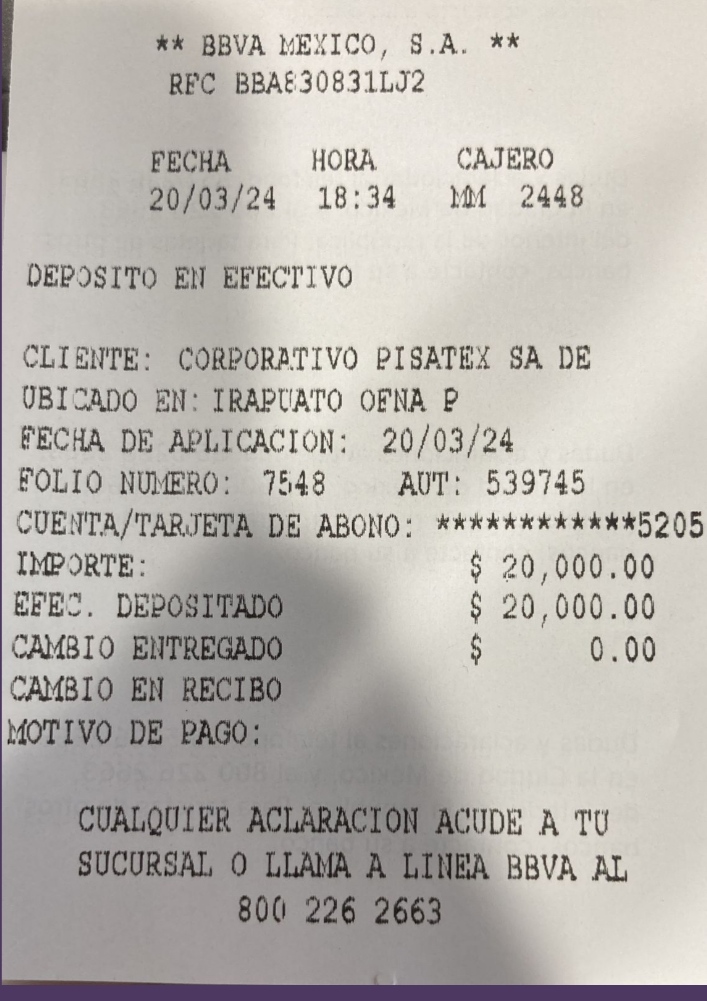 ** BBVA MEXICO, S.A. **
RFC BBA830831LJ2
FECHA HORA CAJERO
20/03/24 18:34 MM 2448
DEPOSITO EN EFECTIVO
CLIENTE: CORPORATIVO PISATEX SA DE
UBICADO EN: IRAPUATO OFNA P
FECHA DE APLICACION: 20/03/24
FOLIO NUMERO: 7548 AUT: 539745
CUENTA/TARJETA DE ABONO: ************5205
IMPORTE: $ 20,000.00
EFEC. DEPOSITADO $ 20,000.00
CAMBIO ENTREGADO $ 0.00
CAMBIO EN RECIBO
MOTIVO DE PAGO:
CUALQUIER ACLARACION ACUDE A TU
SUCURSAL O LLAMA A LINEA BBVA AL
800 226 2663